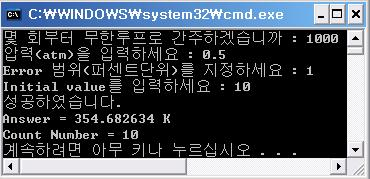 C:₩WINDOWS₩system32₩cmd.exe
몇 회부터 무한루프로 간주하겠습니까 : 1000
압력(atm)을 입력하세요 : 0.5
Error 범위(퍼센트단위)를 지정하세요 : 1
Initial value를 입력하세요 : 10
성공하였습니다.
Answer = 354.682634 K
Count Number = 10
계속하려면 아무 키나 누르십시오 . . .